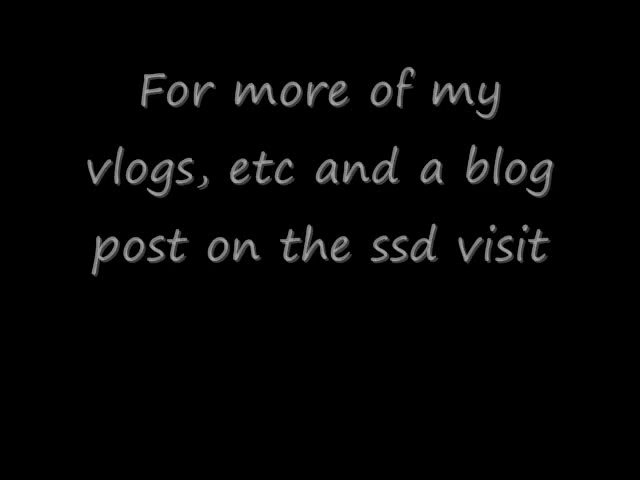 For more of my
vlogs, etc and a blog
post on the ssd visit